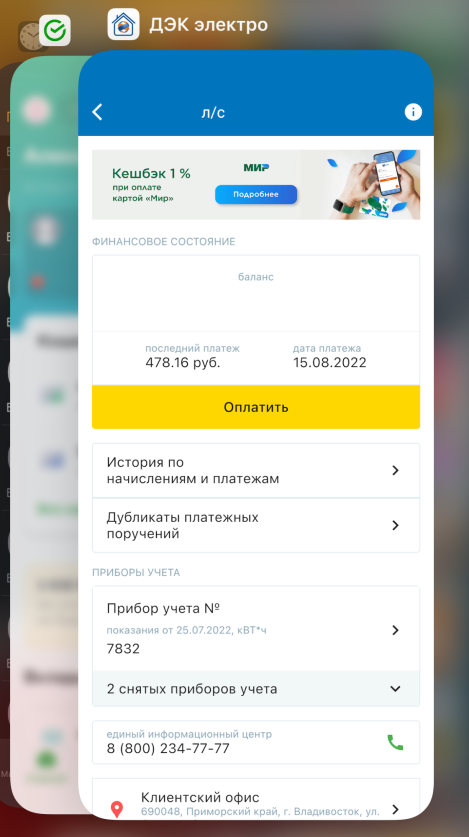 ДЭК электро
л/с
Кешбэк 1 %
при оплате
картой «Мир»
МИР
Подробнее
ФИНАНСОВОЕ СОСТОЯНИЕ
баланс
последний платеж
478.16 руб.
дата платежа
15.08.2022
Оплатить
История по
начислениям и платежам
Дубликаты платежных
поручений
ПРИБОРЫ УЧЕТА
Прибор учета №
показания от 25.07.2022, кВТ*ч
7832
2 снятых приборов учета
единый информационный центр
8 (800) 234-77-77
Клиентский офис
690048, Приморский край, г. Владивосток, ул.